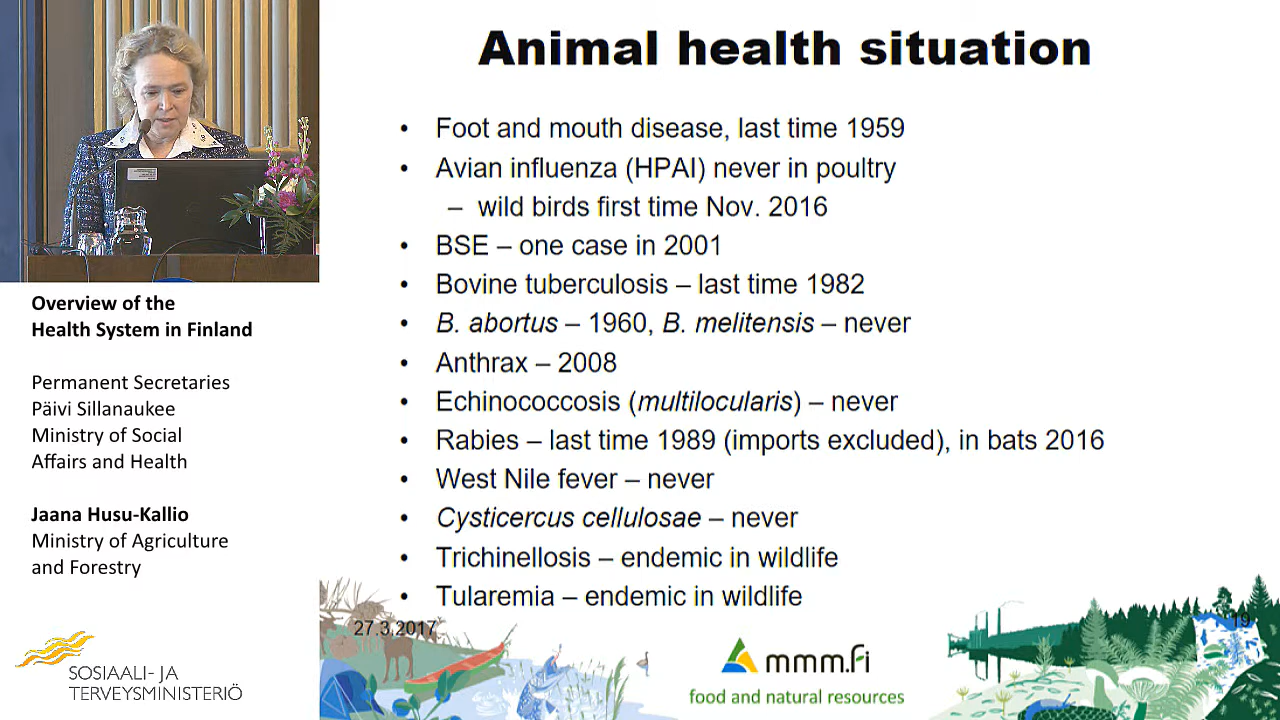 Animal health situation
• Foot and mouth disease, last time 1959
• Avian influenza (HPAI) never in poultry
– wild birds first time Nov. 2016
• BSE – one case in 2001
• Bovine tuberculosis – last time 1982
• B. abortus – 1960, B. melitensis – never
• Anthrax – 2008
• Echinococcosis (multilocularis) – never
• Rabies – last time 1989 (imports excluded), in bats 2016
• West Nile fever – never
• Cysticercus cellulosae – never
• Trichinellosis – endemic in wildlife
• Tularemia – endemic in wildlife
27.3.2017
19
mmm.fi
food and natural resources
Overview of the
Health System in Finland
Permanent Secretaries
Päivi Sillanaukee
Ministry of Social
Affairs and Health
Jaana Husu-Kallio
Ministry of Agriculture
and Forestry
SOSIAALI- JA
TERVEYSMINISTERIÖ